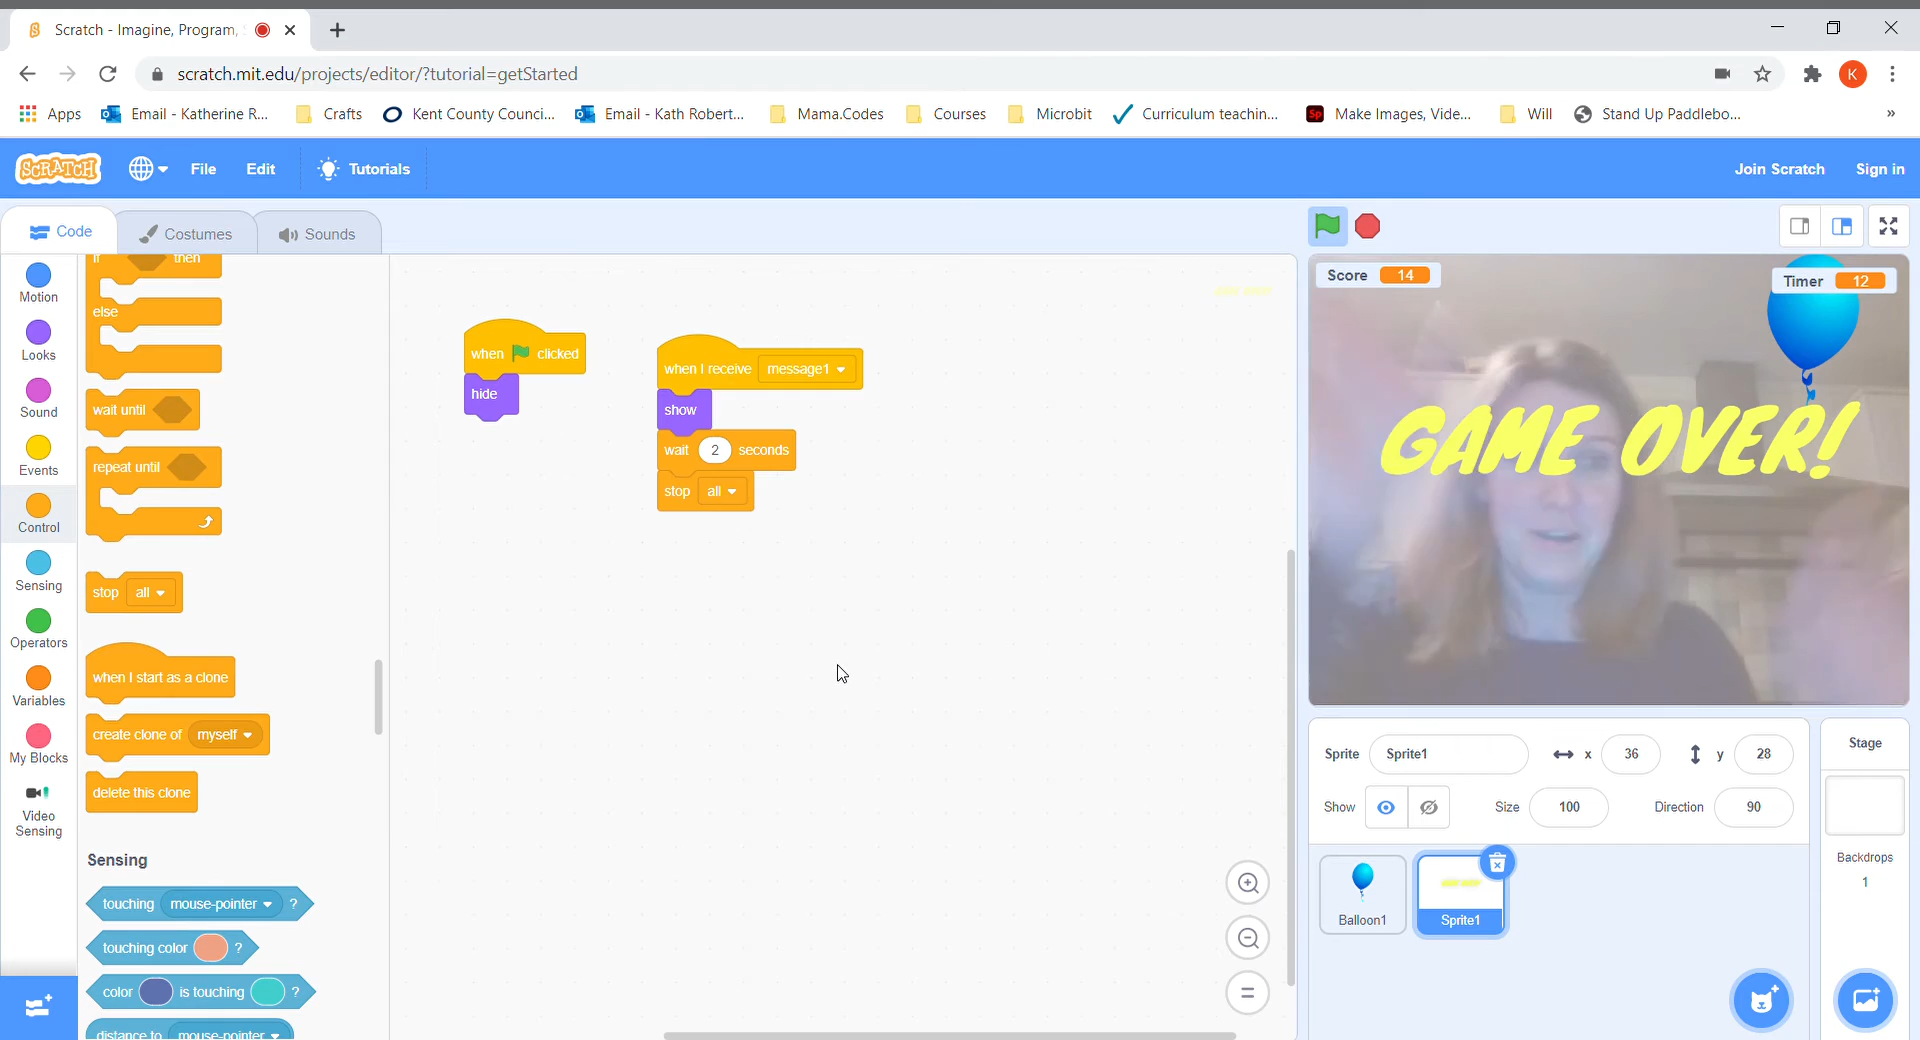 Scratch - Imagine, Program,
scratch.mit.edu/projects/editor/?tutorial=getStarted
K
Apps
Email - Katherine R...
Crafts
Kent County Counci...
Email - Kath Robert...
Mama.Codes
Courses
Microbit
Curriculum teachin...
Sp
Make Images, Vide...
Will
Stand Up Paddlebo...
»
SCRATCH
File
Edit
Tutorials
Join Scratch
Sign in
Code
Costumes
Sounds
Motion
Looks
Sound
Events
Control
Sensing
Operators
Variables
My Blocks
Video
Sensing
if then
else
wait until
repeat until
stop all
when I start as a clone
create clone of myself
delete this clone
Sensing
touching mouse-pointer ?
touching color ?
color is touching ?
distance to mouse-pointer
when clicked
hide
when I receive message1
show
wait 2 seconds
stop all
Score 14
Timer 12
GAME OVER!
Sprite Sprite1
x 36
y 28
Show
Size 100
Direction 90
Balloon1
GAME OVER!
Sprite1
Stage
Backdrops
1